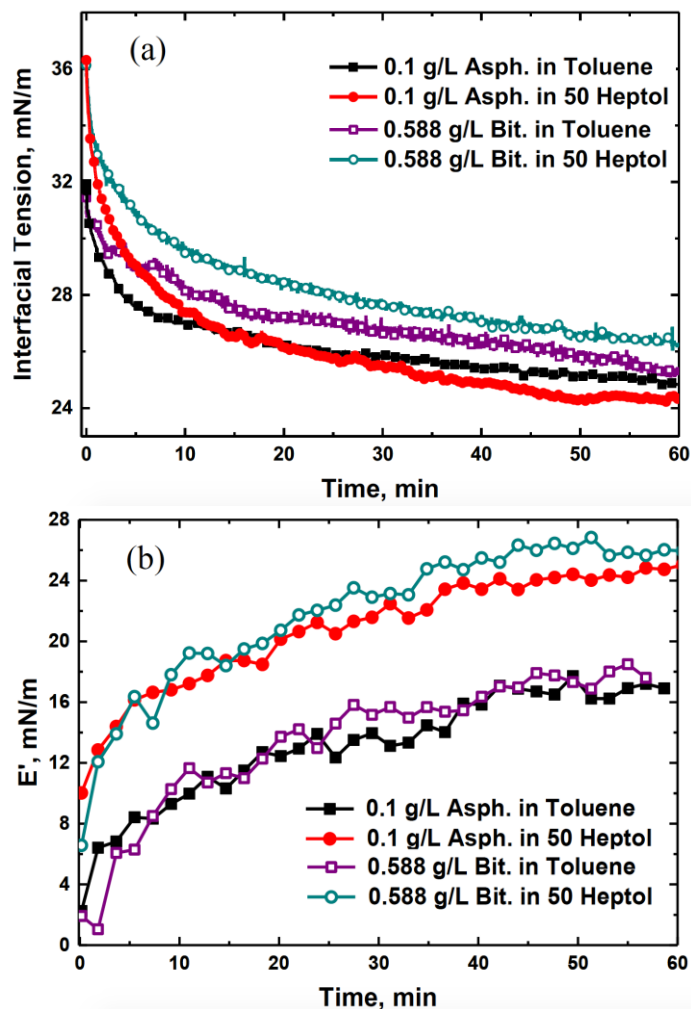 (a)
36
32
28
24
Interfacial Tension, mN/m
0.1 g/L Asph. in Toluene
0.1 g/L Asph. in 50 Heptol
0.588 g/L Bit. in Toluene
0.588 g/L Bit. in 50 Heptol
0 10 20 30 40 50 60
Time, min
(b)
28
24
20
16
12
8
4
0
E', mN/m
0.1 g/L Asph. in Toluene
0.1 g/L Asph. in 50 Heptol
0.588 g/L Bit. in Toluene
0.588 g/L Bit. in 50 Heptol
0 10 20 30 40 50 60
Time, min